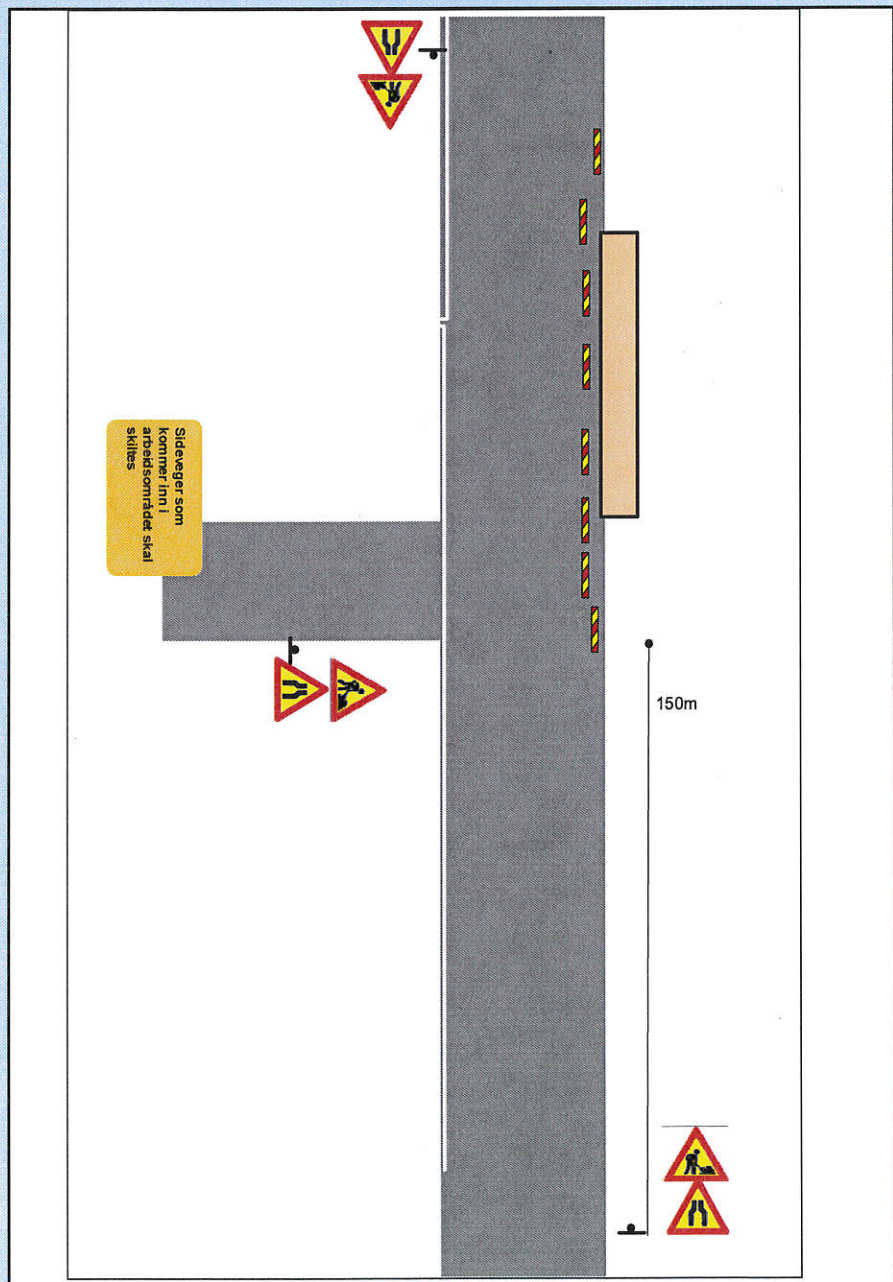 Sideveger som
kommer inn i
arbeidsområdet skal
skiltes
150m